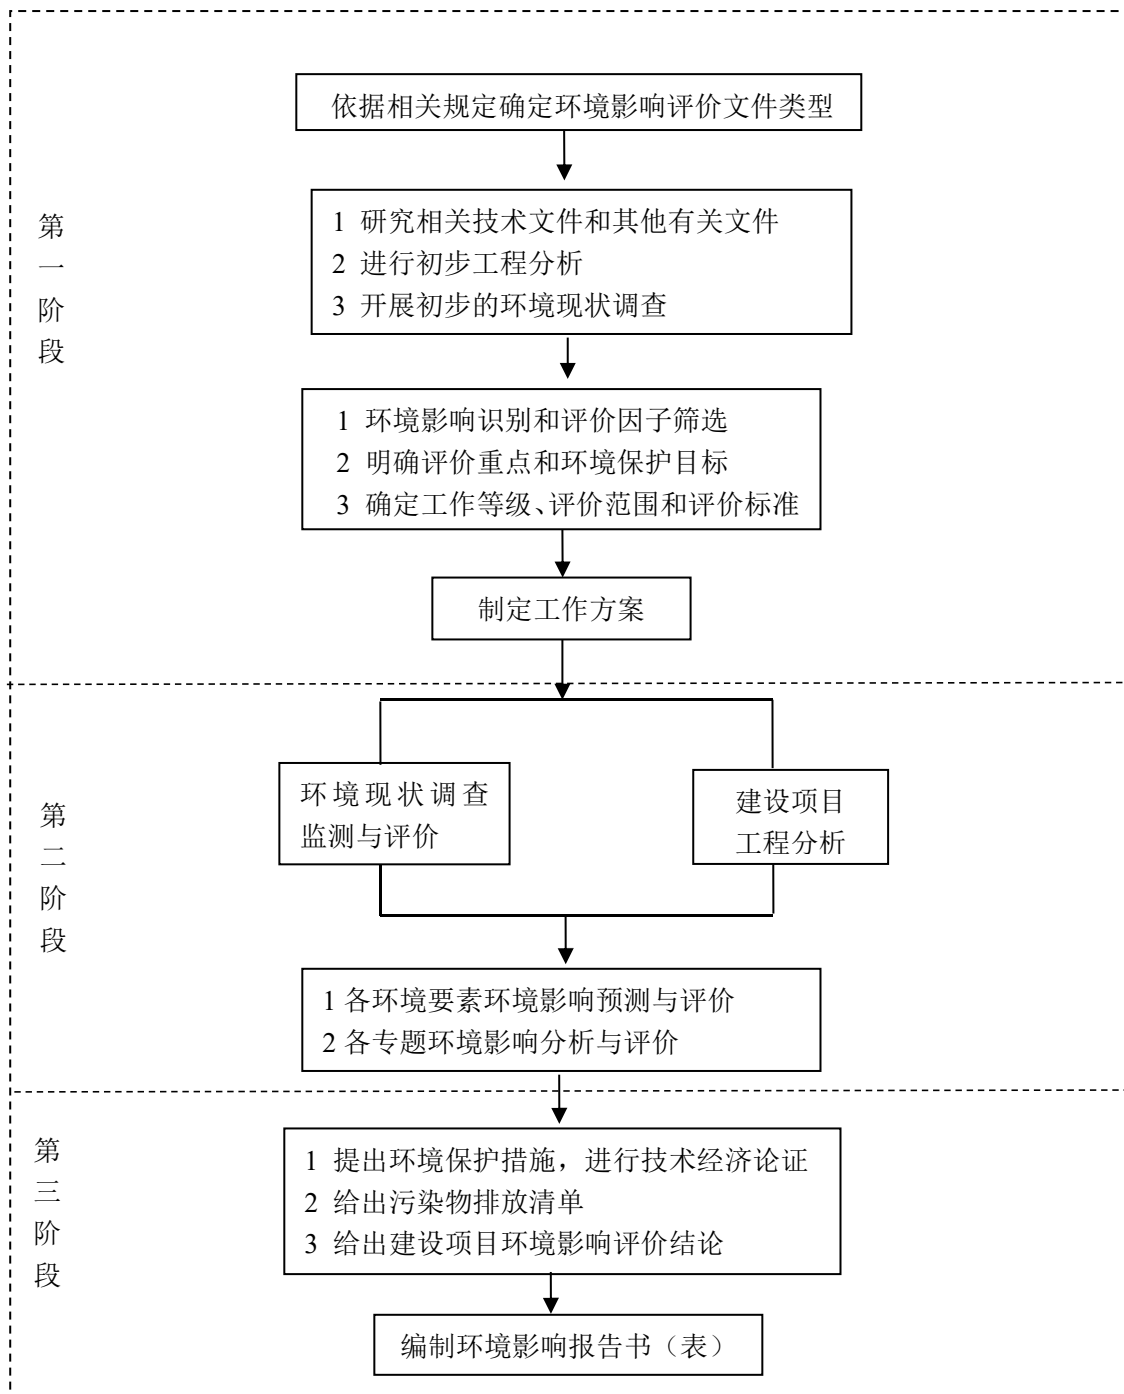 依据相关规定确定环境影响评价文件类型
第一阶段
1 研究相关技术文件和其他有关文件
2 进行初步工程分析
3 开展初步的环境现状调查
1 环境影响识别和评价因子筛选
2 明确评价重点和环境保护目标
3 确定工作等级、评价范围和评价标准
制定工作方案
第二阶段
环境现状调查
监测与评价
建设项目
工程分析
1 各环境要素环境影响预测与评价
2 各专题环境影响分析与评价
第三阶段
1 提出环境保护措施，进行技术经济论证
2 给出污染物排放清单
3 给出建设项目环境影响评价结论
编制环境影响报告书（表）